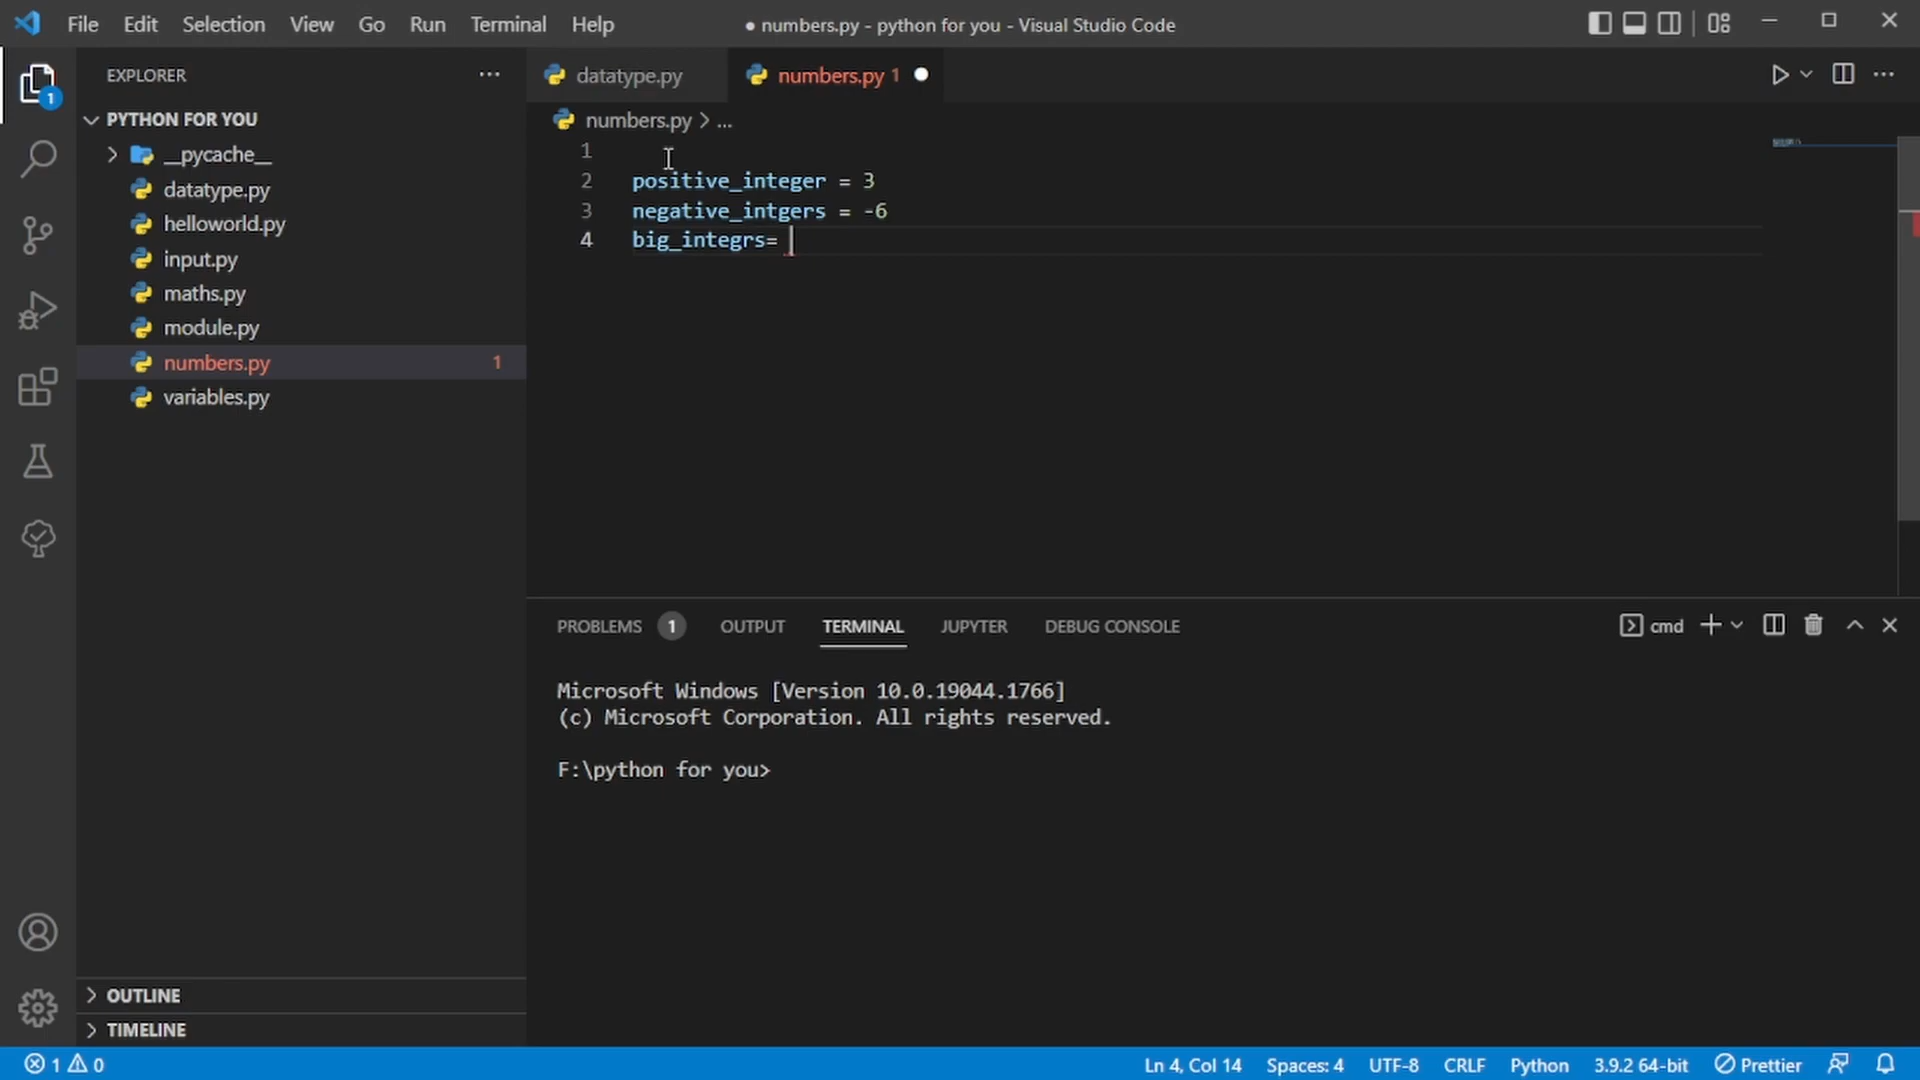 File Edit Selection View Go Run Terminal Help
● numbers.py - python for you - Visual Studio Code
EXPLORER
1
PYTHON FOR YOU
__pycache__
datatype.py
helloworld.py
input.py
maths.py
module.py
numbers.py 1
variables.py
OUTLINE
TIMELINE
datatype.py
numbers.py 1
numbers.py > ...
1
2 positive_integer = 3
3 negative_intgers = -6
4 big_integrs=
PROBLEMS 1 OUTPUT TERMINAL JUPYTER DEBUG CONSOLE
cmd
Microsoft Windows [Version 10.0.19044.1766]
(c) Microsoft Corporation. All rights reserved.
F:\python for you>
1 0
Ln 4, Col 14 Spaces: 4 UTF-8 CRLF Python 3.9.2 64-bit Prettier